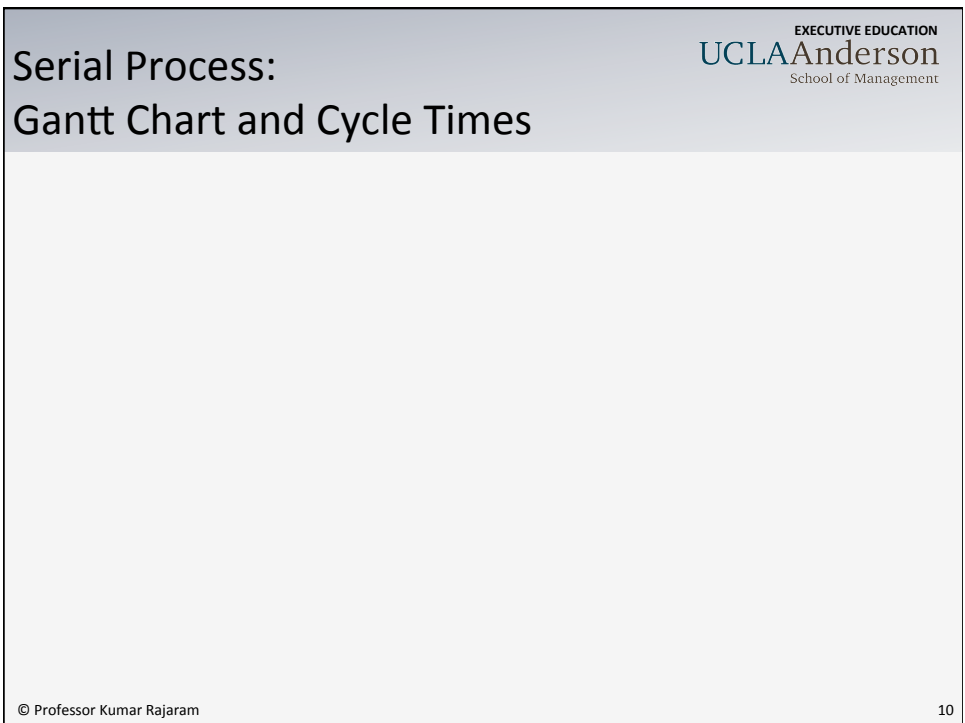 Serial Process:
Gantt Chart and Cycle Times
EXECUTIVE EDUCATION
UCLAAnderson
School of Management
© Professor Kumar Rajaram
10